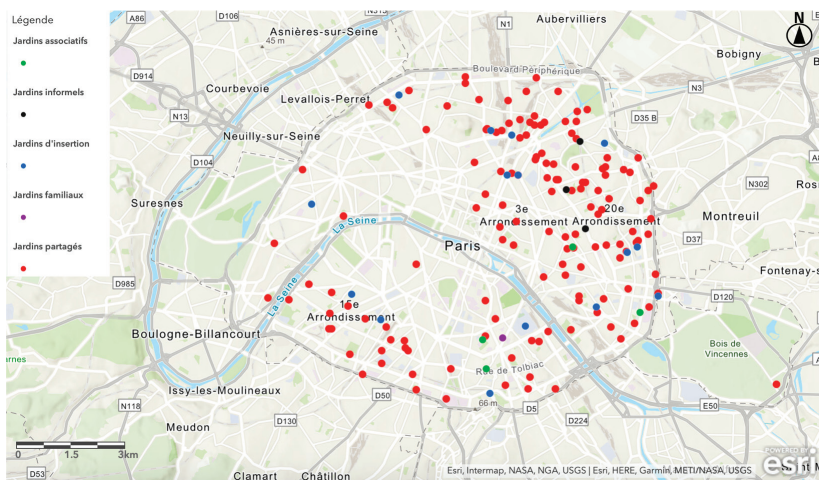 Légende
Jardins associatifs
Jardins informels
Jardins d'insertion
Jardins familiaux
Jardins partagés
A86
D106
N315
N1
Aubervilliers
N
Asnières-sur-Seine
45 m
Boulevard Périphérique
Bobigny
D914
Courbevoie
Levallois-Perret
N3
N13
D35 B
Neuilly-sur-Seine
D104
N302
Suresnes
3e
Arrondissement
20e
Arrondissement
Montreuil
La Seine
Paris
D37
Fontenay-s
D985
La Seine
15e
Arrondissement
D120
Boulogne-Billancourt
Bois de
Vincennes
arnes
Rue de Tolbiac
Issy-les-Moulineaux
D50
66 m
D5
E50
N118
D130
D224
Meudon
0
1.5
3km
D53
Clamart
Châtillon
POWERED BY
esri
Esri, Intermap, NASA, NGA, USGS | Esri, HERE, Garmin, METI/NASA, USGS